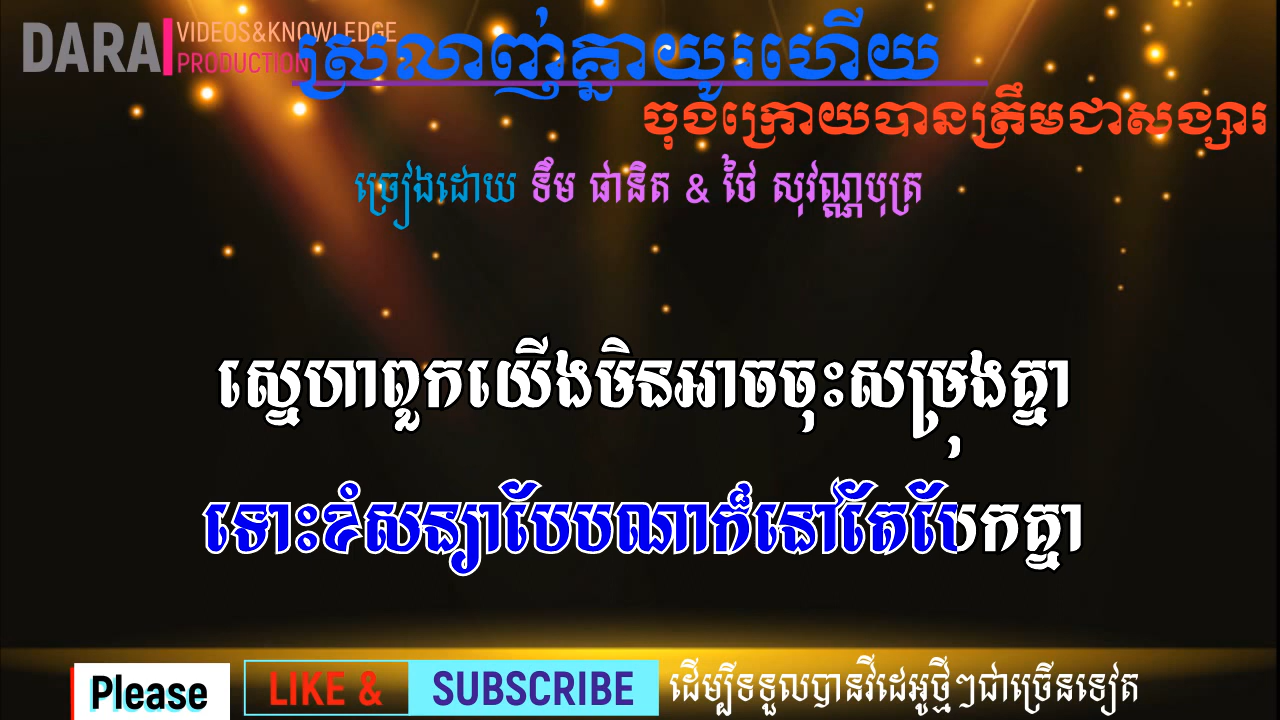 DARA
VIDEOS&KNOWLEDGE
PRODUCTION
ស្រលាញ់គ្នាយូរហើយ
ចុងក្រោយបានត្រឹមជាសង្សារ
ច្រៀងដោយ ទឹម ផានិត & ថៃ សុវណ្ណបុត្រ
ស្នេហាពួកយើងមិនអាចចុះសម្រុងគ្នា
ទោះខំសន្យាបែបណាក៏នៅតែបែកគ្នា
Please LIKE & SUBSCRIBE ដើម្បីទទួលបានវីដេអូថ្មីៗជាច្រើនទៀត